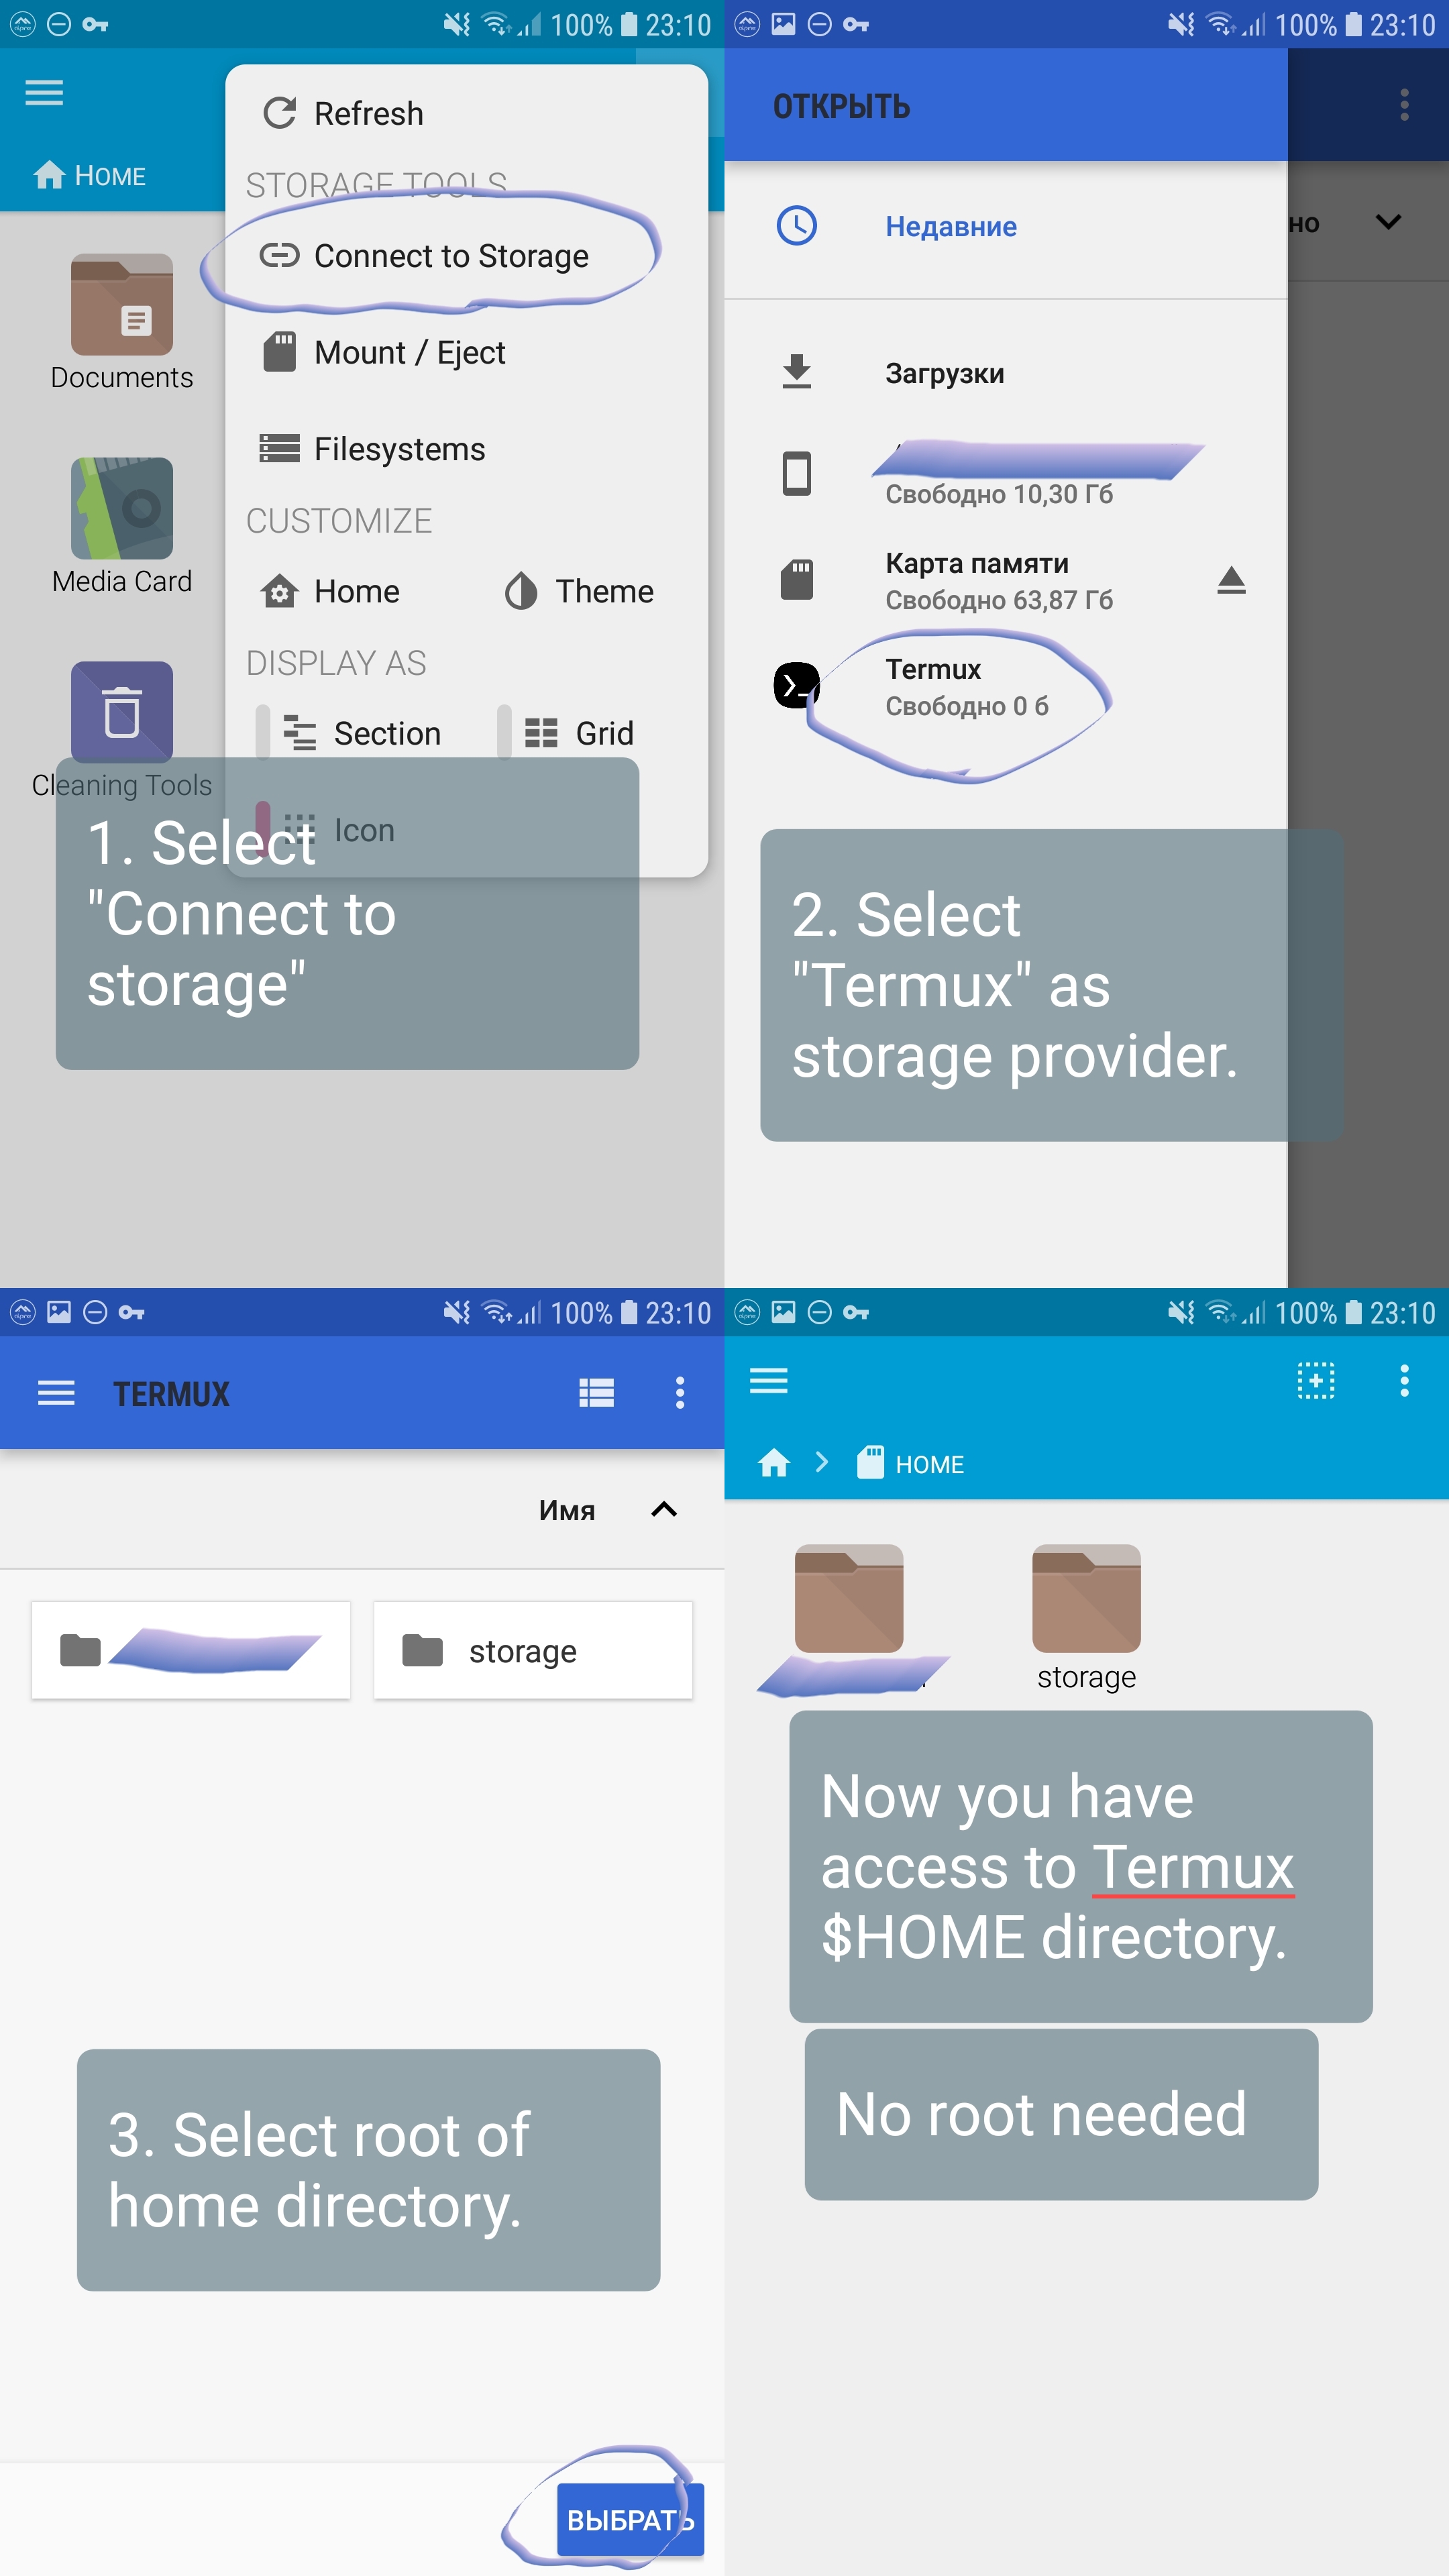 100% 23:10
Refresh
STORAGE TOOLS
HOME
Connect to Storage
Mount / Eject
Documents
Filesystems
CUSTOMIZE
Media Card
Home Theme
DISPLAY AS
Section Grid
Cleaning Tools
Icon
1. Select
"Connect to
storage"
100% 23:10
ОТКРЫТЬ
Недавние
но
Загрузки
Свободно 10,30 Гб
Карта памяти
Свободно 63,87 Гб
Termux
Свободно 0 б
2. Select
"Termux" as
storage provider.
100% 23:10
TERMUX
Имя
storage
3. Select root of
home directory.
ВЫБРАТЬ
100% 23:10
HOME
storage
Now you have
access to Termux
$HOME directory.
No root needed